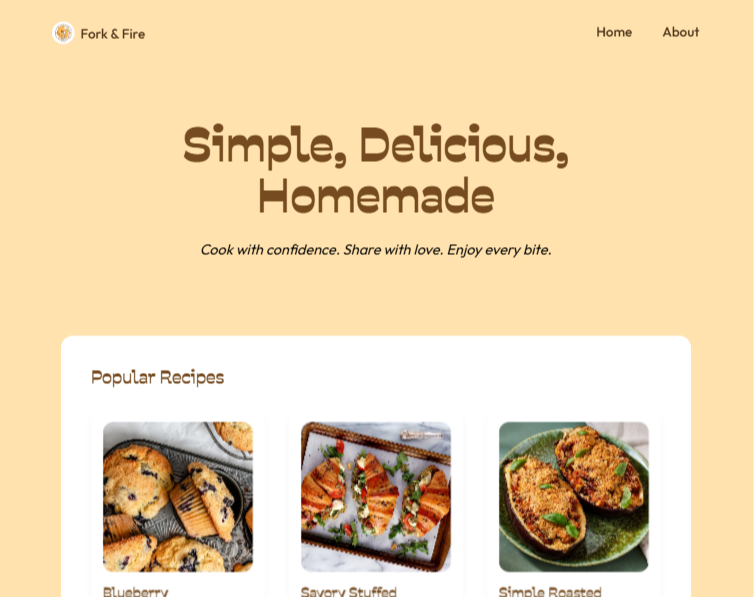 Fork & Fire
Home
About
Simple, Delicious,
Homemade
Cook with confidence. Share with love. Enjoy every bite.
Popular Recipes
Blueberry
Savory Stuffed
Simple Roasted